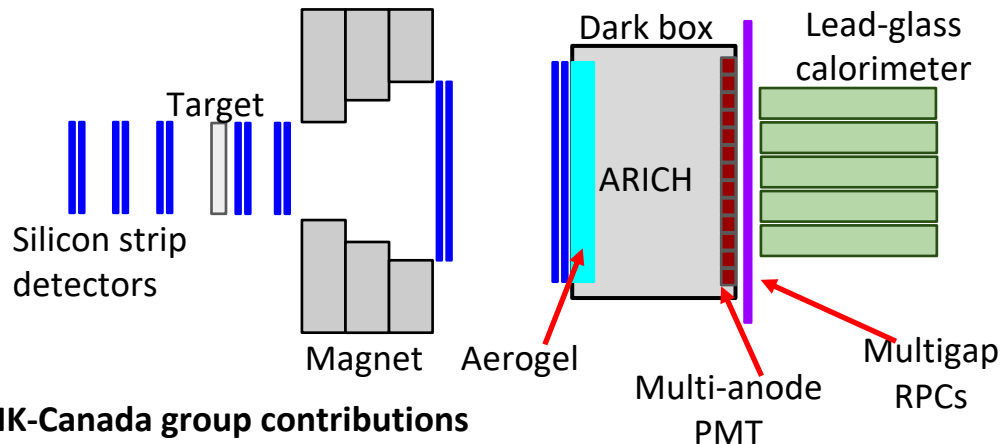 Dark box
Lead-glass
calorimeter
Target
ARICH
Silicon strip
detectors
Magnet
Aerogel
Multi-anode
PMT
Multigap
RPCs
IK-Canada group contributions